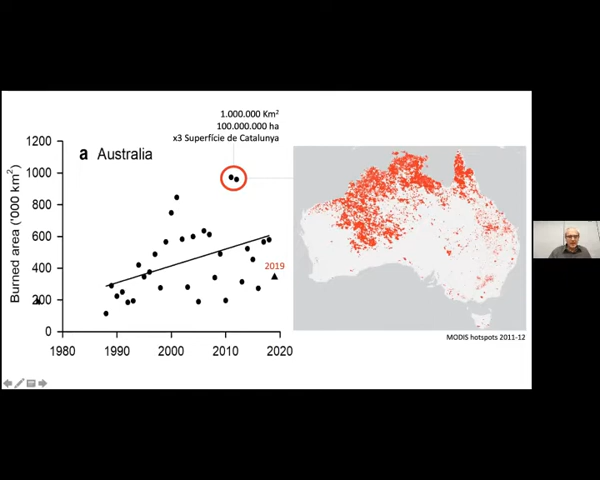 1.000.000 Km²
100.000.000 ha
x3 Superfície de Catalunya
a Australia
Burned area ('000 km²)
1200
1000
800
600
400
200
0
2019
1980
1990
2000
2010
2020
MODIS hotspots 2011-12